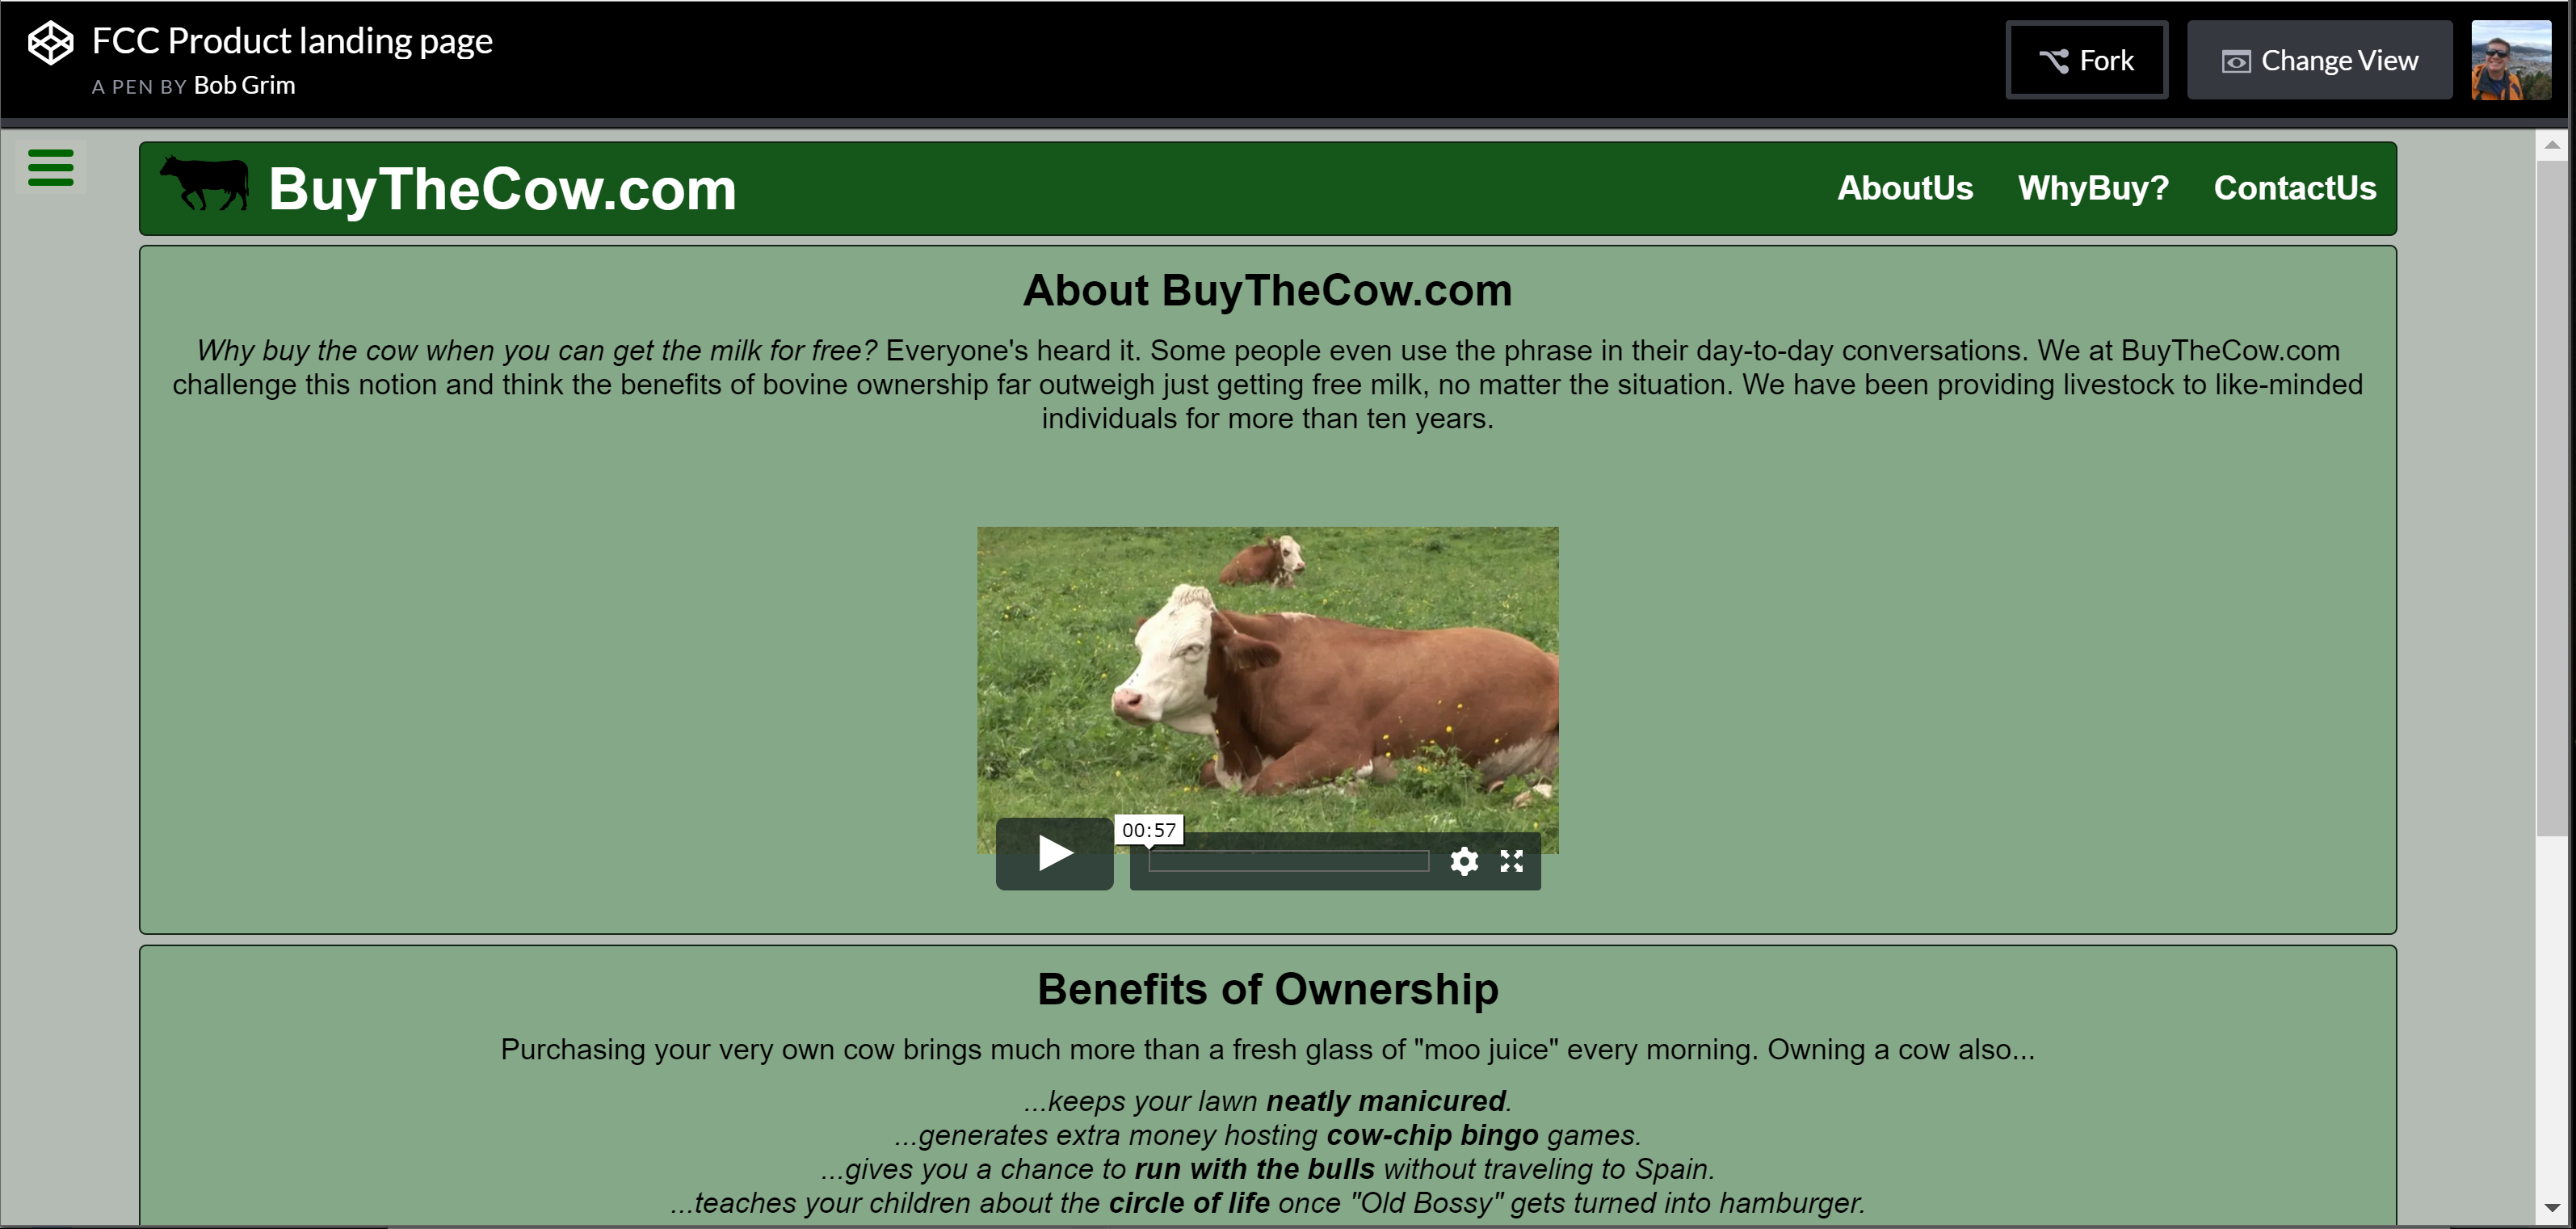 FCC Product landing page
A PEN BY Bob Grim
Fork
Change View
BuyTheCow.com
AboutUs
WhyBuy?
ContactUs
About BuyTheCow.com
Why buy the cow when you can get the milk for free? Everyone's heard it. Some people even use the phrase in their day-to-day conversations. We at BuyTheCow.com
challenge this notion and think the benefits of bovine ownership far outweigh just getting free milk, no matter the situation. We have been providing livestock to like-minded
individuals for more than ten years.
00:57
Benefits of Ownership
Purchasing your very own cow brings much more than a fresh glass of "moo juice" every morning. Owning a cow also...
...keeps your lawn neatly manicured.
...generates extra money hosting cow-chip bingo games.
...gives you a chance to run with the bulls without traveling to Spain.
...teaches your children about the circle of life once "Old Bossy" gets turned into hamburger.